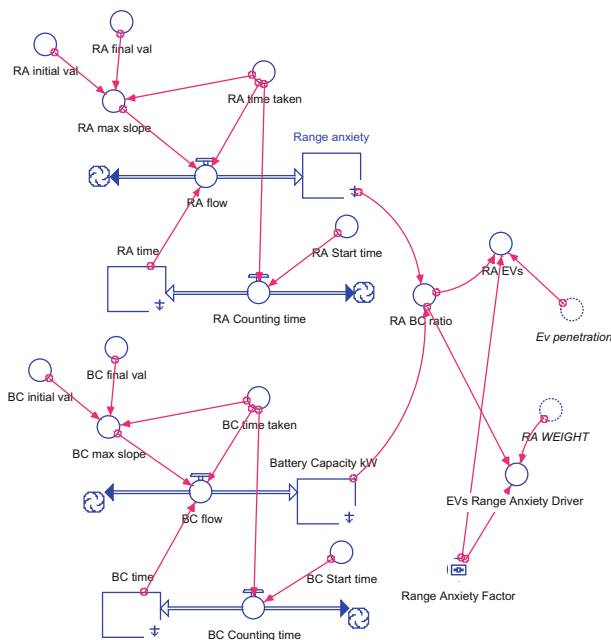 RA final val
RA initial val
RA time taken
RA max slope
Range anxiety
RA flow
RA time
RA Start time
RA EVs
RA Counting time
RA BC ratio
Ev penetration
BC final val
BC initial val
BC time taken
RA WEIGHT
BC max slope
Battery Capacity kW
EVs Range Anxiety Driver
BC flow
BC time
BC Start time
Range Anxiety Factor
BC Counting time